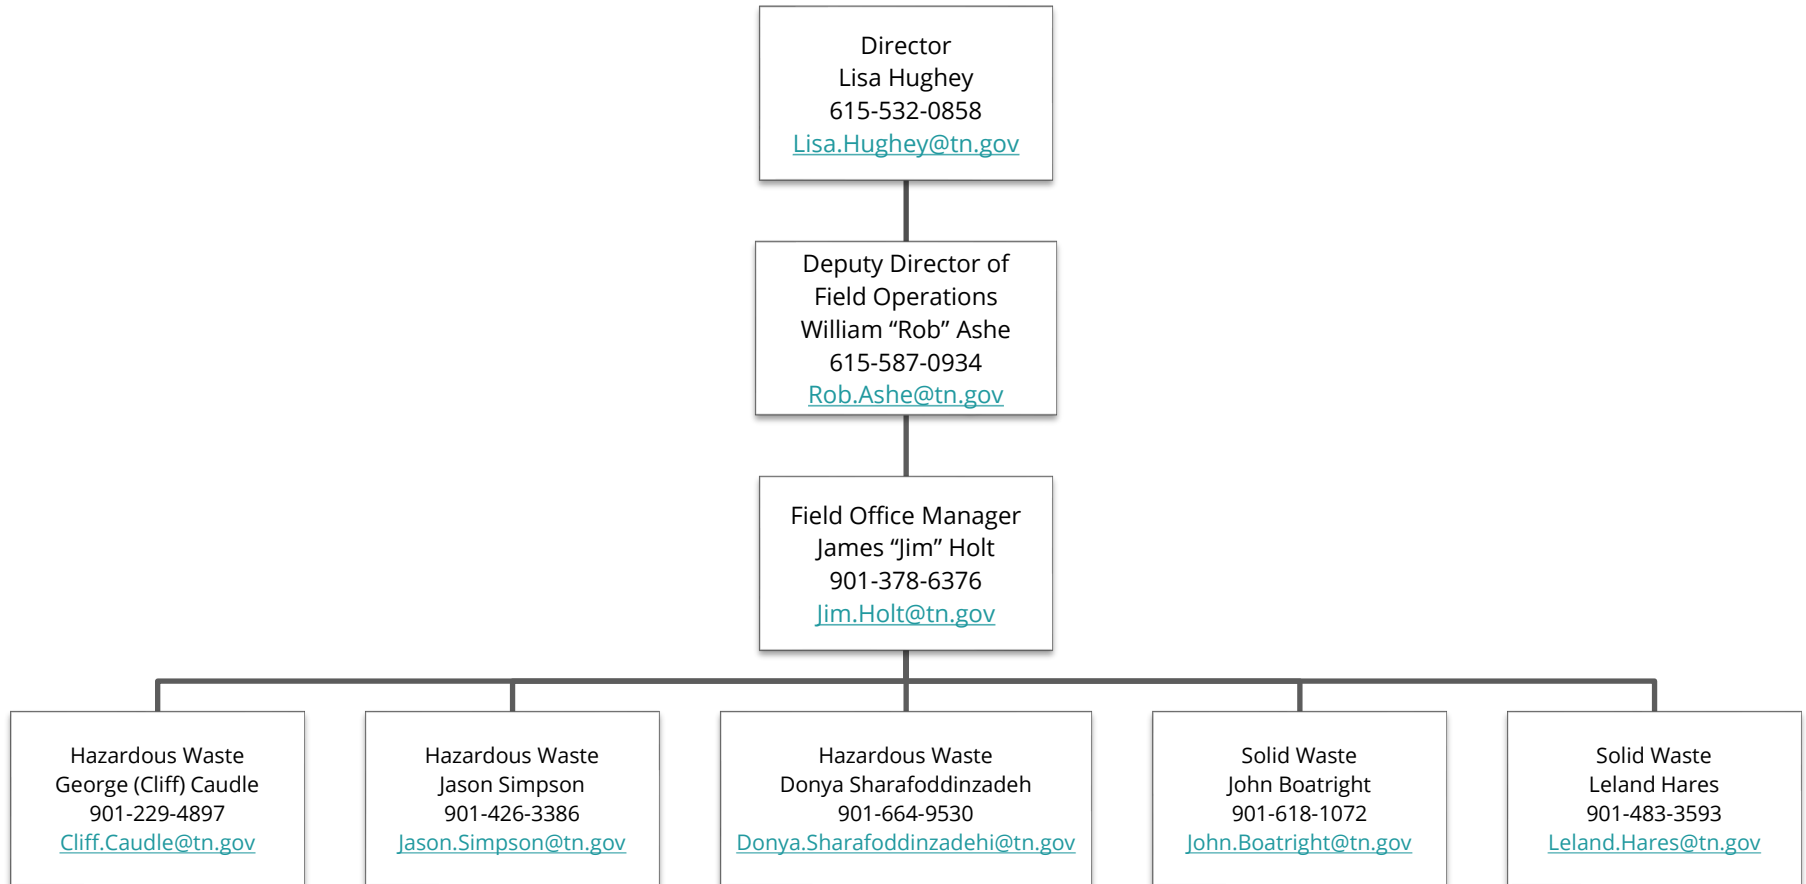 Director
Lisa Hughey
615-532-0858
Lisa.Hughey@tn.gov
Deputy Director of
Field Operations
William “Rob” Ashe
615-587-0934
Rob.Ashe@tn.gov
Field Office Manager
James “Jim” Holt
901-378-6376
Jim.Holt@tn.gov
Hazardous Waste
George (Cliff) Caudle
901-229-4897
Cliff.Caudle@tn.gov
Hazardous Waste
Jason Simpson
901-426-3386
Jason.Simpson@tn.gov
Hazardous Waste
Donya Sharafoddinzadeh
901-664-9530
Donya.Sharafoddinzadehi@tn.gov
Solid Waste
John Boatright
901-618-1072
John.Boatright@tn.gov
Solid Waste
Leland Hares
901-483-3593
Leland.Hares@tn.gov